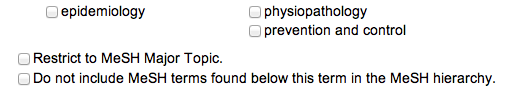 epidemiology physiopathology
prevention and control
Restrict to MeSH Major Topic.
Do not include MeSH terms found below this term in the MeSH hierarchy.